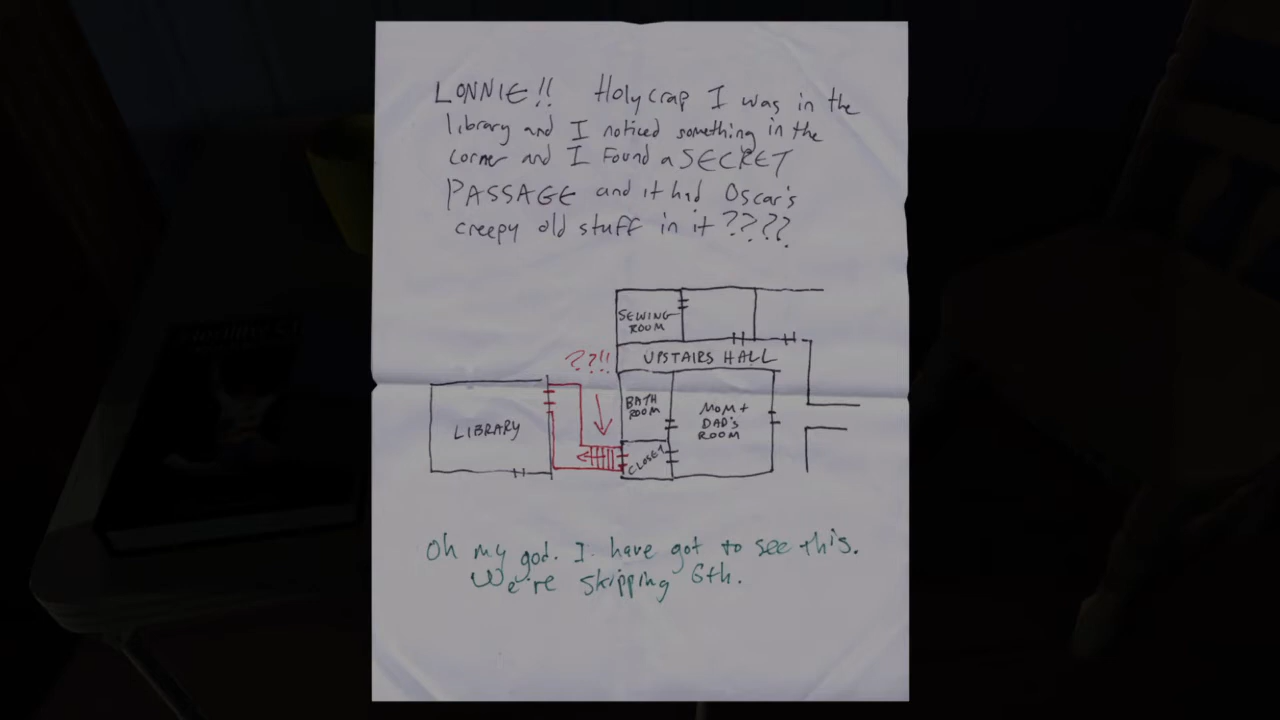 LONNIE!! Holy crap I was in the
library and I noticed something in the
corner and I found a SECRET
PASSAGE and it had Oscar's
creepy old stuff in it ????
SEWING
ROOM
UPSTAIRS HALL
??!!
BATH
ROOM
MOM +
DAD'S
ROOM
LIBRARY
CLOSET
Oh my god. I have got to see this.
We're skipping 6th.